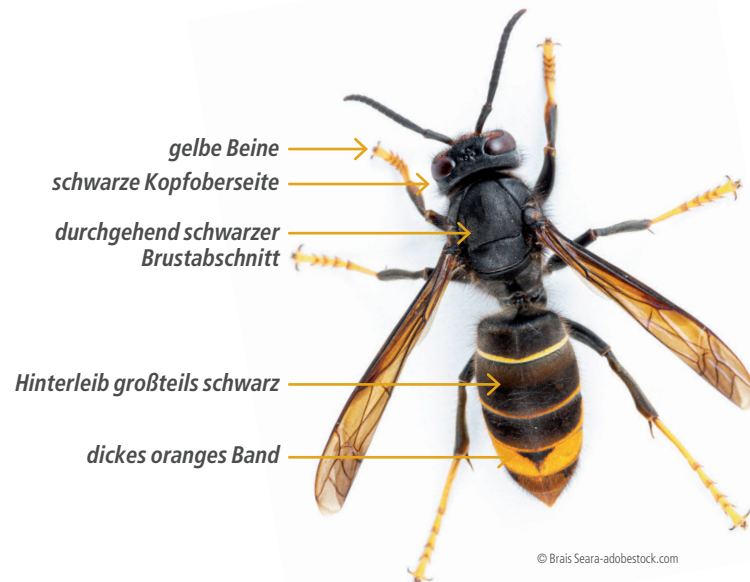 gelbe Beine
schwarze Kopfoberseite
durchgehend schwarzer
Brustabschnitt
Hinterleib großteils schwarz
dickes oranges Band
© Brais Seara-adobestock.com